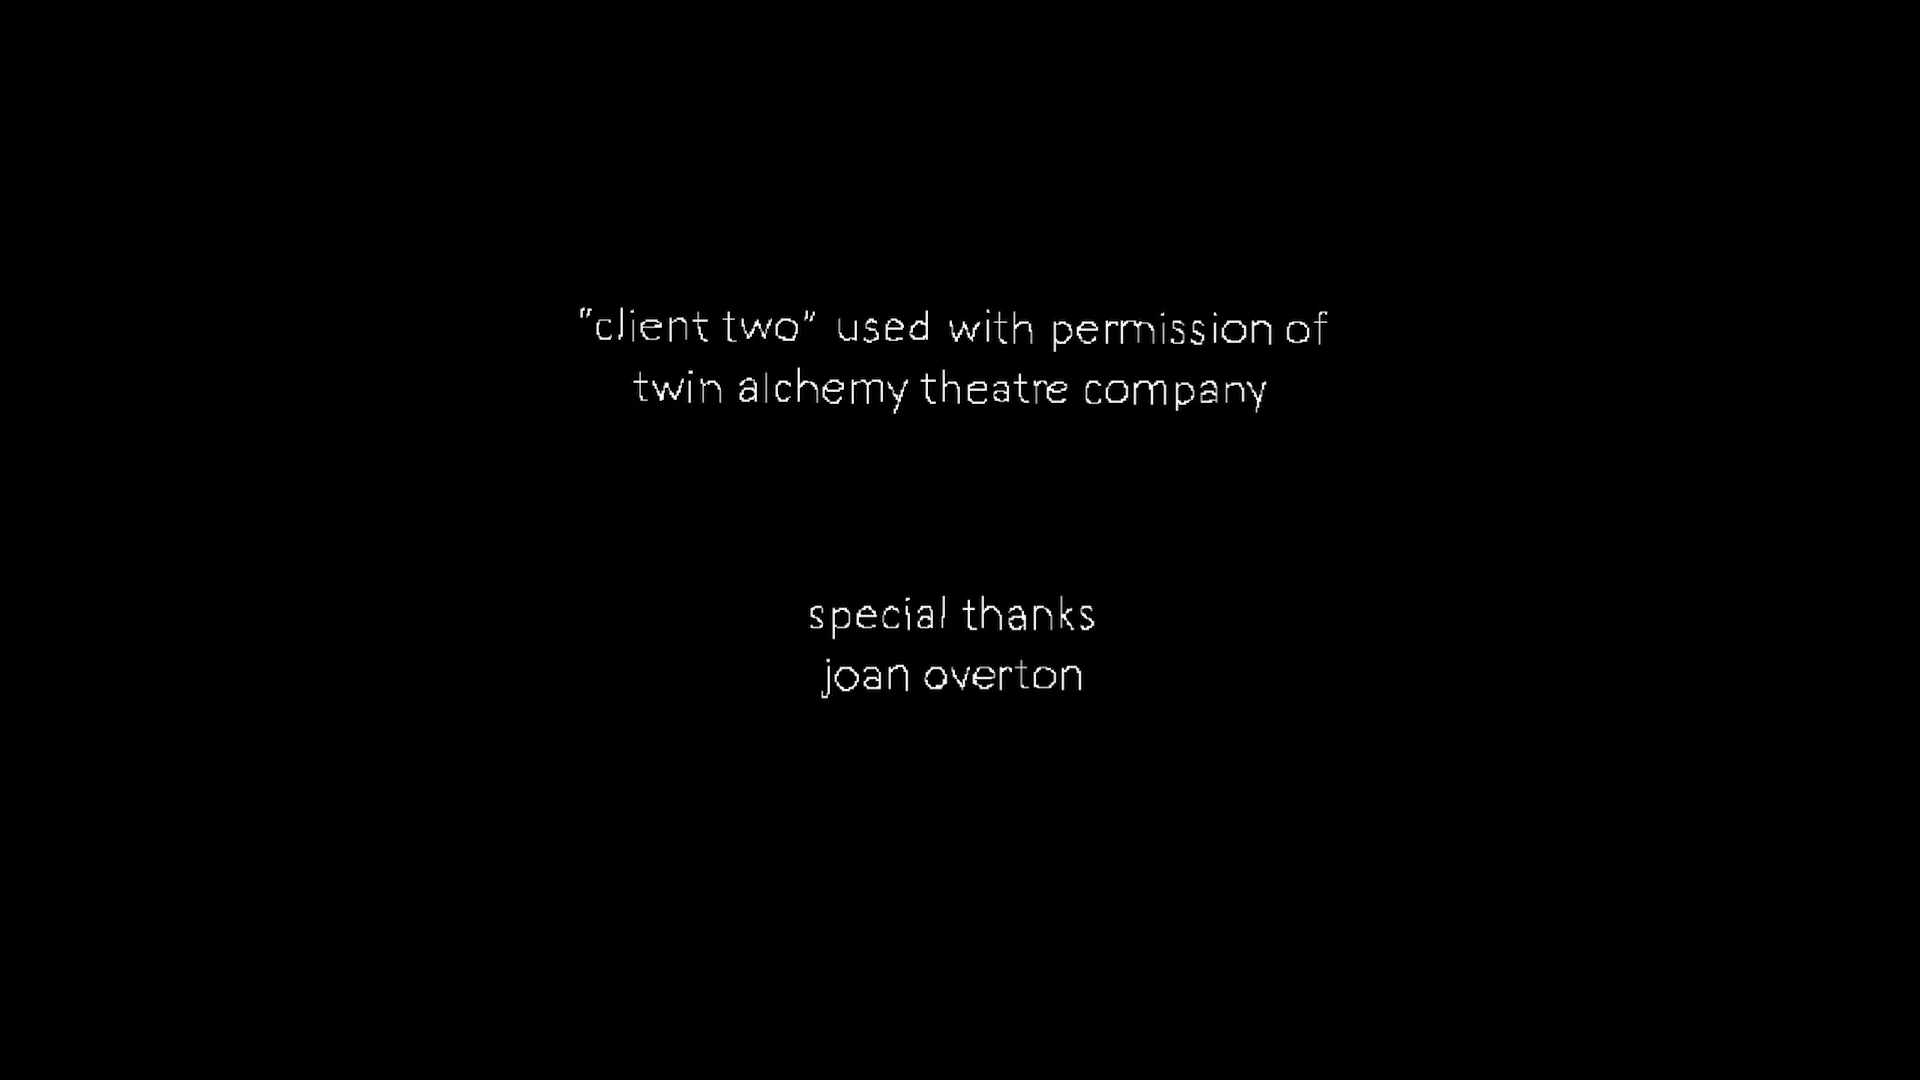 "client two" used with permission of
twin alchemy theatre company
special thanks
joan overton